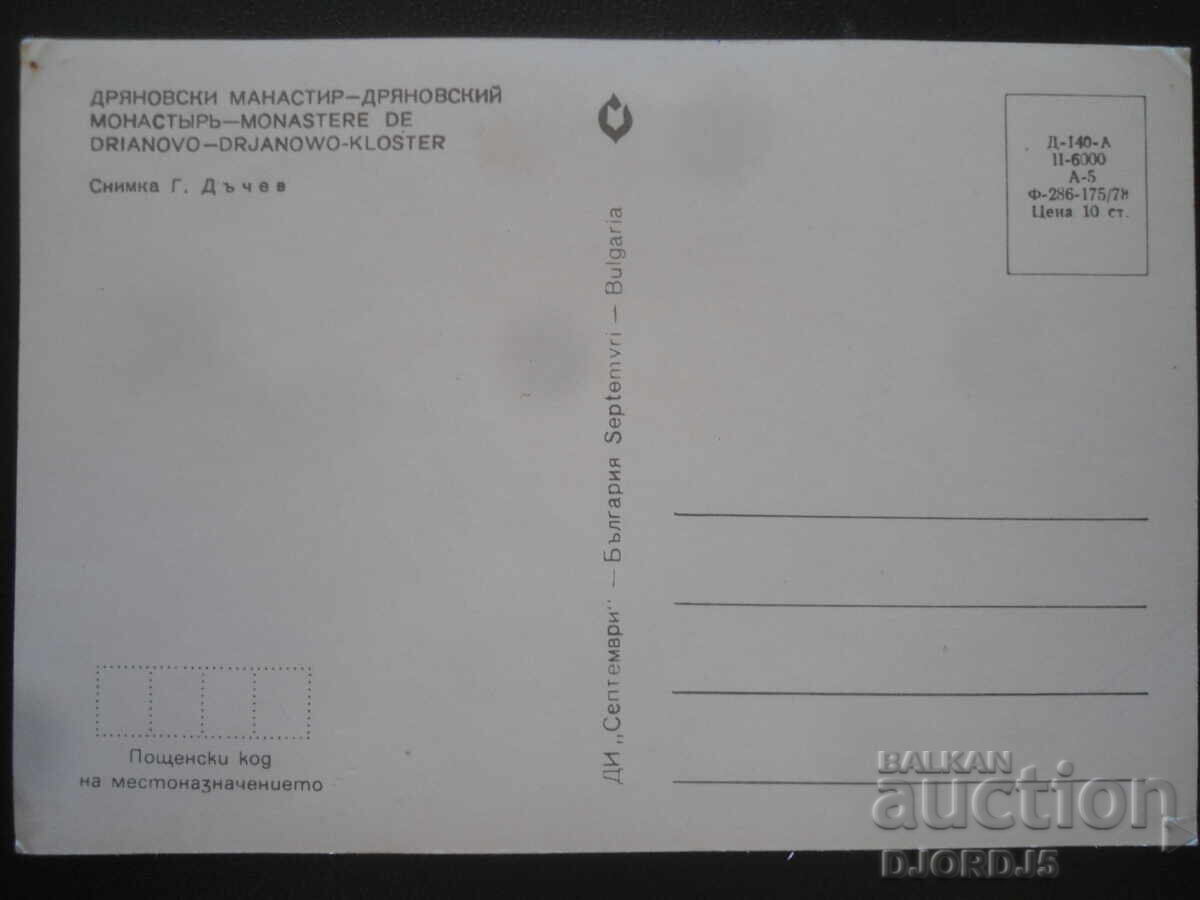 ДРЯНОВСКИ МАНАСТИР—ДРЯНОВСКИЙ
МОНАСТЫРЬ—MONASTERE DE
DRIANOVO—DRJANOWO-KLOSTER
Снимка Г. Дъчев
Д-140-А
II-6000
А-5
Ф-286-175/78
Цена 10 ст.
ДИ „Септември" — България Septemvri — Bulgaria
Пощенски код
на местоназначението
BALKAN
auction
DJORDJ5